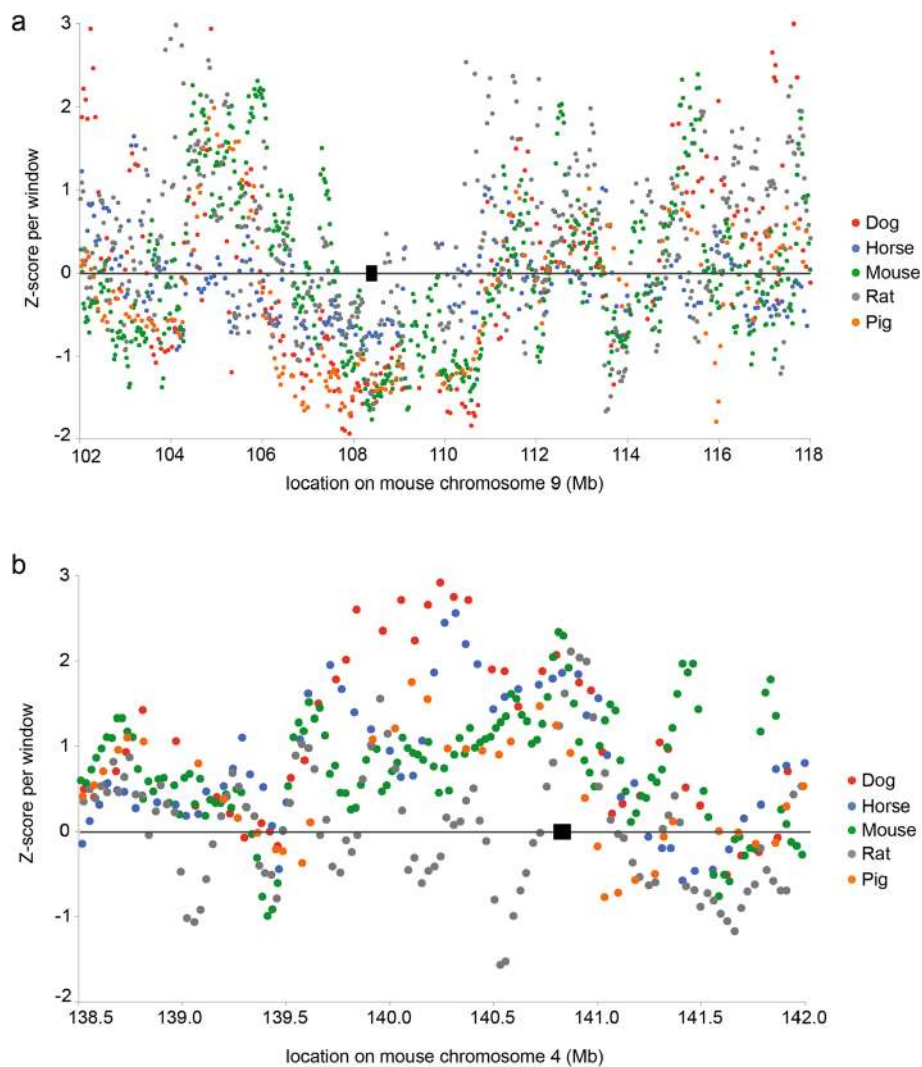 a
3
2
1
0
-1
-2
Z-score per window
102 104 106 108 110 112 114 116 118
location on mouse chromosome 9 (Mb)
Dog
Horse
Mouse
Rat
Pig
b
3
2
1
0
-1
-2
Z-score per window
138.5 139.0 139.5 140.0 140.5 141.0 141.5 142.0
location on mouse chromosome 4 (Mb)
Dog
Horse
Mouse
Rat
Pig